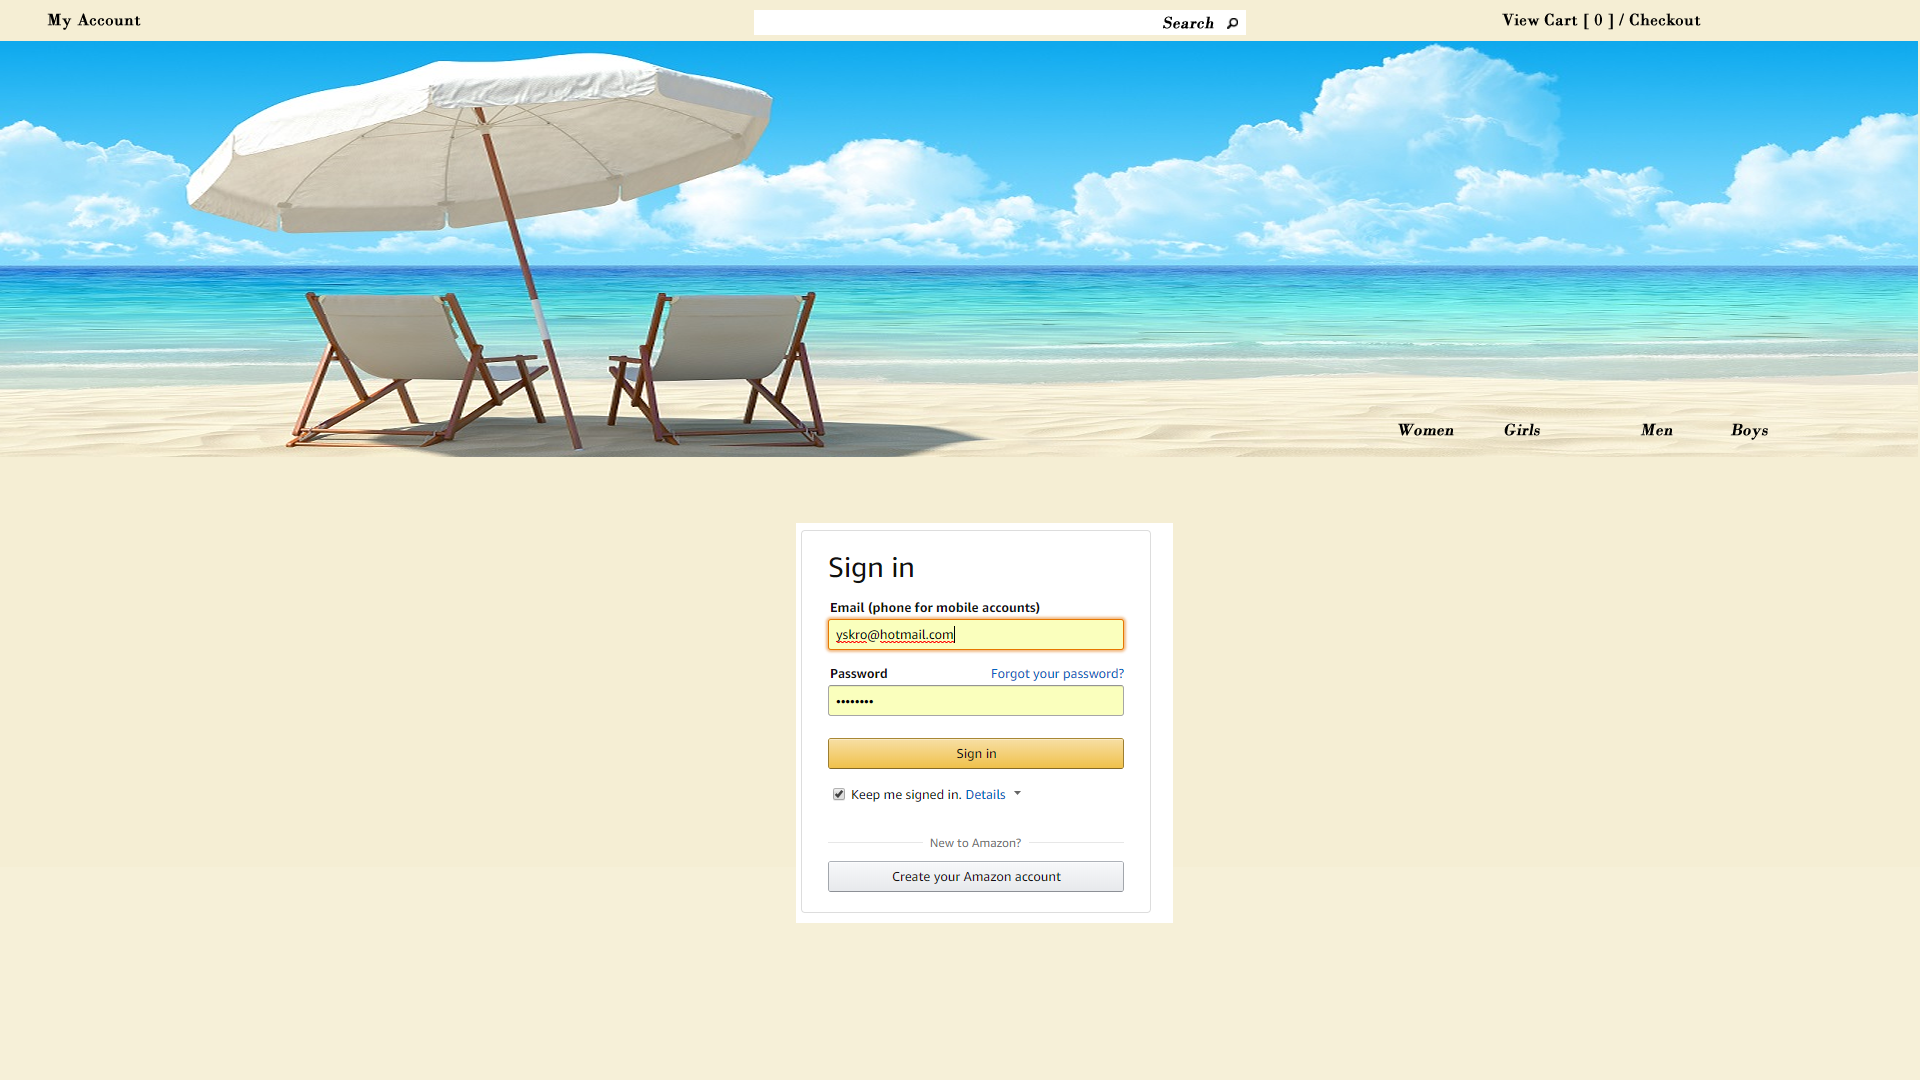 My Account
Search
View Cart [ 0 ] / Checkout
Women
Girls
Men
Boys
Sign in
Email (phone for mobile accounts)
yskro@hotmail.com
Password
Forgot your password?
Sign in
Keep me signed in. Details
New to Amazon?
Create your Amazon account